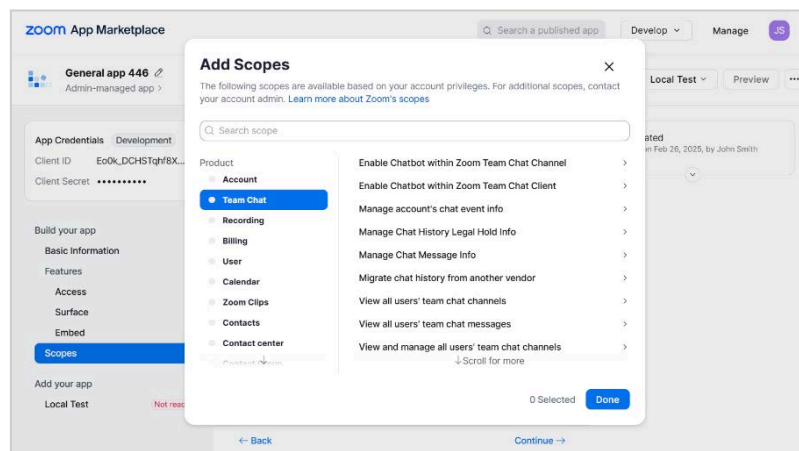 zoom App Marketplace
Search a published app
Develop
Manage
JS
General app 446
Admin-managed app >
Local Test
Preview
App Credentials Development
Client ID Eo0k_DCHSTqhf8X...
Client Secret ••••••••••
Build your app
Basic Information
Features
Access
Surface
Embed
Scopes
Add your app
Local Test
Add Scopes
The following scopes are available based on your account privileges. For additional scopes, contact
your account admin. Learn more about Zoom's scopes
Search scope
Product
Account
Team Chat
Recording
Billing
User
Calendar
Zoom Clips
Contacts
Contact center
Enable Chatbot within Zoom Team Chat Channel
Enable Chatbot within Zoom Team Chat Client
Manage account's chat event info
Manage Chat History Legal Hold Info
Manage Chat Message Info
Migrate chat history from another vendor
View all users' team chat channels
View all users' team chat messages
View and manage all users' team chat channels
↓Scroll for more
0 Selected
Done
on Feb 26, 2025, by John Smith
← Back
Continue →